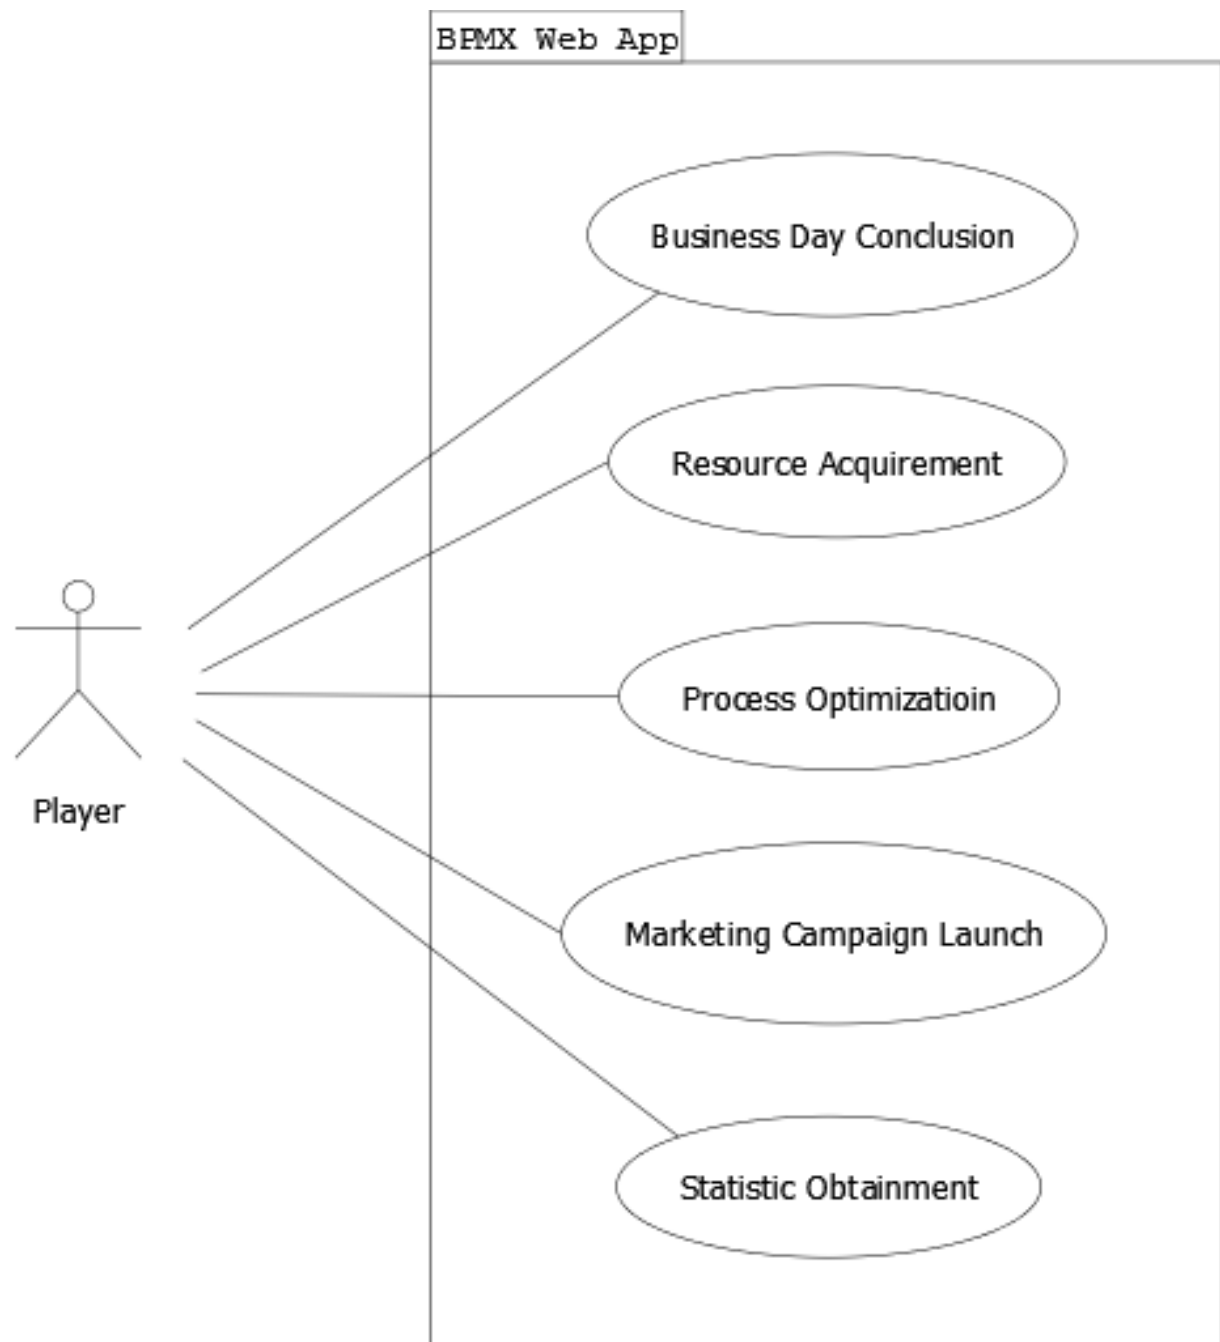 BPMX Web App
Business Day Conclusion
Resource Acquirement
Process Optimizatioin
Player
Marketing Campaign Launch
Statistic Obtainment